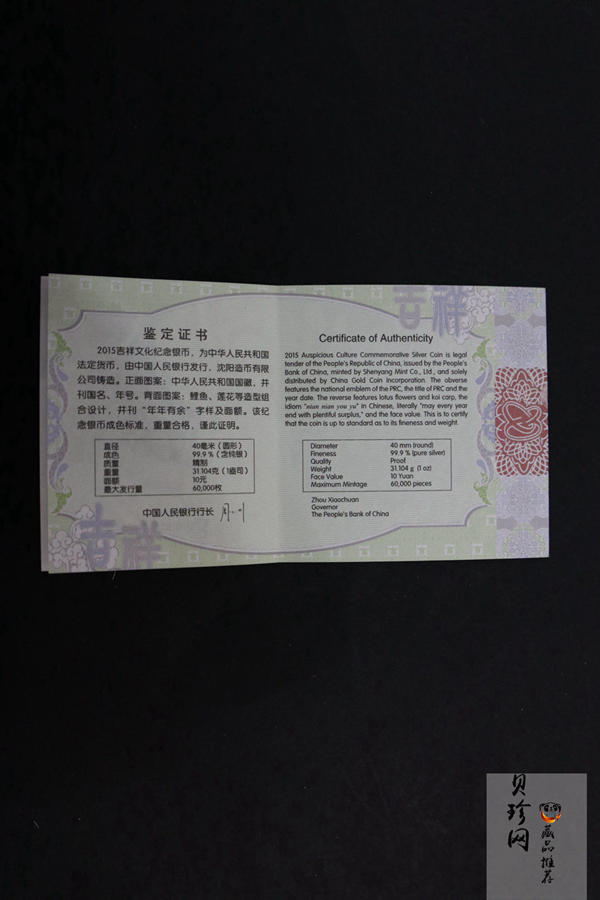 吉祥
鉴定证书
2015吉祥文化纪念银币，为中华人民共和国
法定货币，由中国人民银行发行，沈阳造币有限
公司铸造。正面图案：中华人民共和国国徽，并
刊国名、年号。背面图案：鲤鱼、莲花等造型组
合设计，并刊“年年有余”字样及面额。该纪
念银币成色标准，重量合格，谨此证明。
直径 40毫米（圆形）
成色 99.9％（含纯银）
质量 精制
重量 31.104克（1盎司）
面额 10元
最大发行量 60,000枚
中国人民银行行长
吉祥
Certificate of Authenticity
2015 Auspicious Culture Commemorative Silver Coin is legal
tender of the People's Republic of China, issued by the People's
Bank of China, minted by Shenyang Mint Co., Ltd., and solely
distributed by China Gold Coin Incorporation. The obverse
features the national emblem of the PRC, the title of PRC and the
year date. The reverse features lotus flowers and koi carp, the
idiom "nian nian you yu" in Chinese, literally "may every year
end with plentiful surplus," and the face value. This is to certify
that the coin is up to standard as to its fineness and weight.
Diameter 40 mm (round)
Fineness 99.9 % (pure silver)
Quality Proof
Weight 31.104 g (1 oz)
Face Value 10 Yuan
Maximum Mintage 60,000 pieces
Zhou Xiaochuan
Governor
The People's Bank of China
贝珍网
藏品推荐